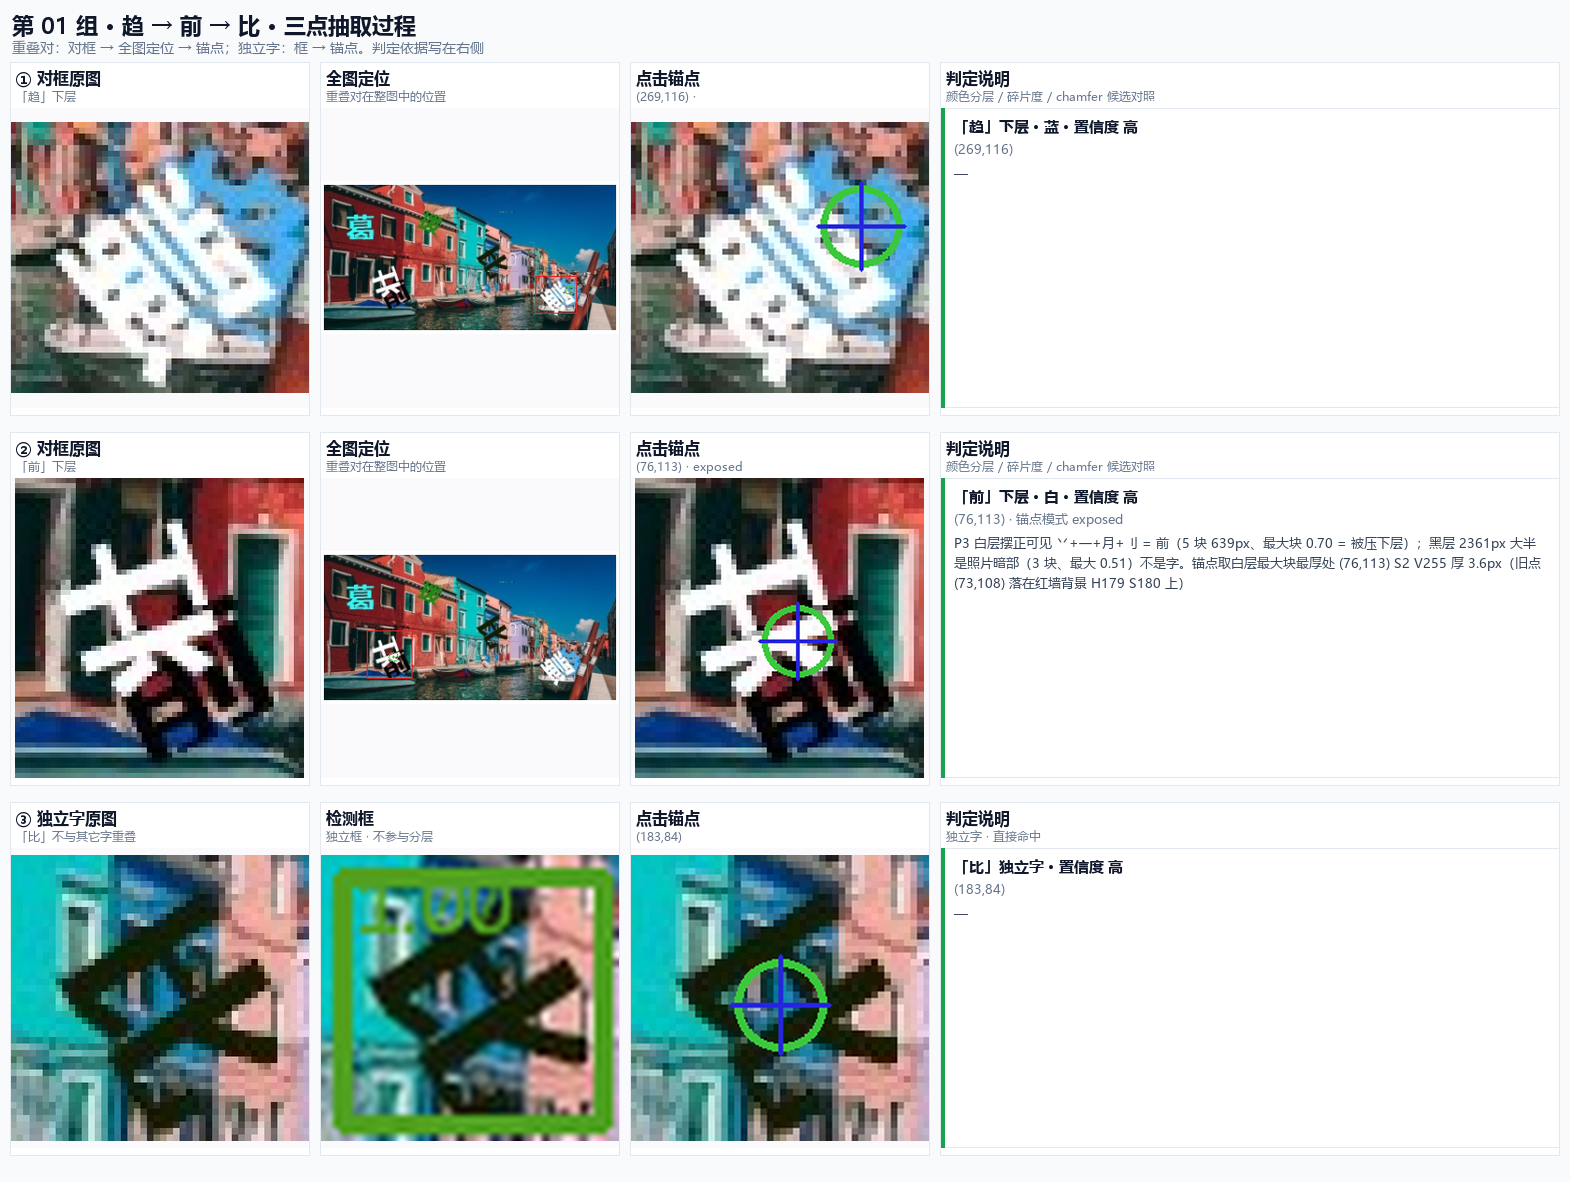 第 01 组 • 趋 → 前 → 比 • 三点抽取过程
重叠对：对框 → 全图定位 → 锚点；独立字：框 → 锚点。判定依据写在右侧
① 对框原图
「趋」下层
全图定位
重叠对在整图中的位置
点击锚点
(269,116) ·
判定说明
颜色分层 / 碎片度 / chamfer 候选对照
「趋」下层 • 蓝 • 置信度 高
(269,116)
—
葛
② 对框原图
「前」下层
全图定位
重叠对在整图中的位置
点击锚点
(76,113) · exposed
判定说明
颜色分层 / 碎片度 / chamfer 候选对照
「前」下层 • 白 • 置信度 高
(76,113) · 锚点模式 exposed
P3 白层摆正可见 丷+一+月+刂 = 前（5 块 639px、最大块 0.70 = 被压下层）；黑层 2361px 大半
是照片暗部（3 块、最大 0.51）不是字。锚点取白层最大块最厚处 (76,113) S2 V255 厚 3.6px（旧点
(73,108) 落在红墙背景 H179 S180 上）
葛
③ 独立字原图
「比」不与其它字重叠
检测框
独立框 · 不参与分层
点击锚点
(183,84)
判定说明
独立字 · 直接命中
「比」独立字 • 置信度 高
(183,84)
—
1.00